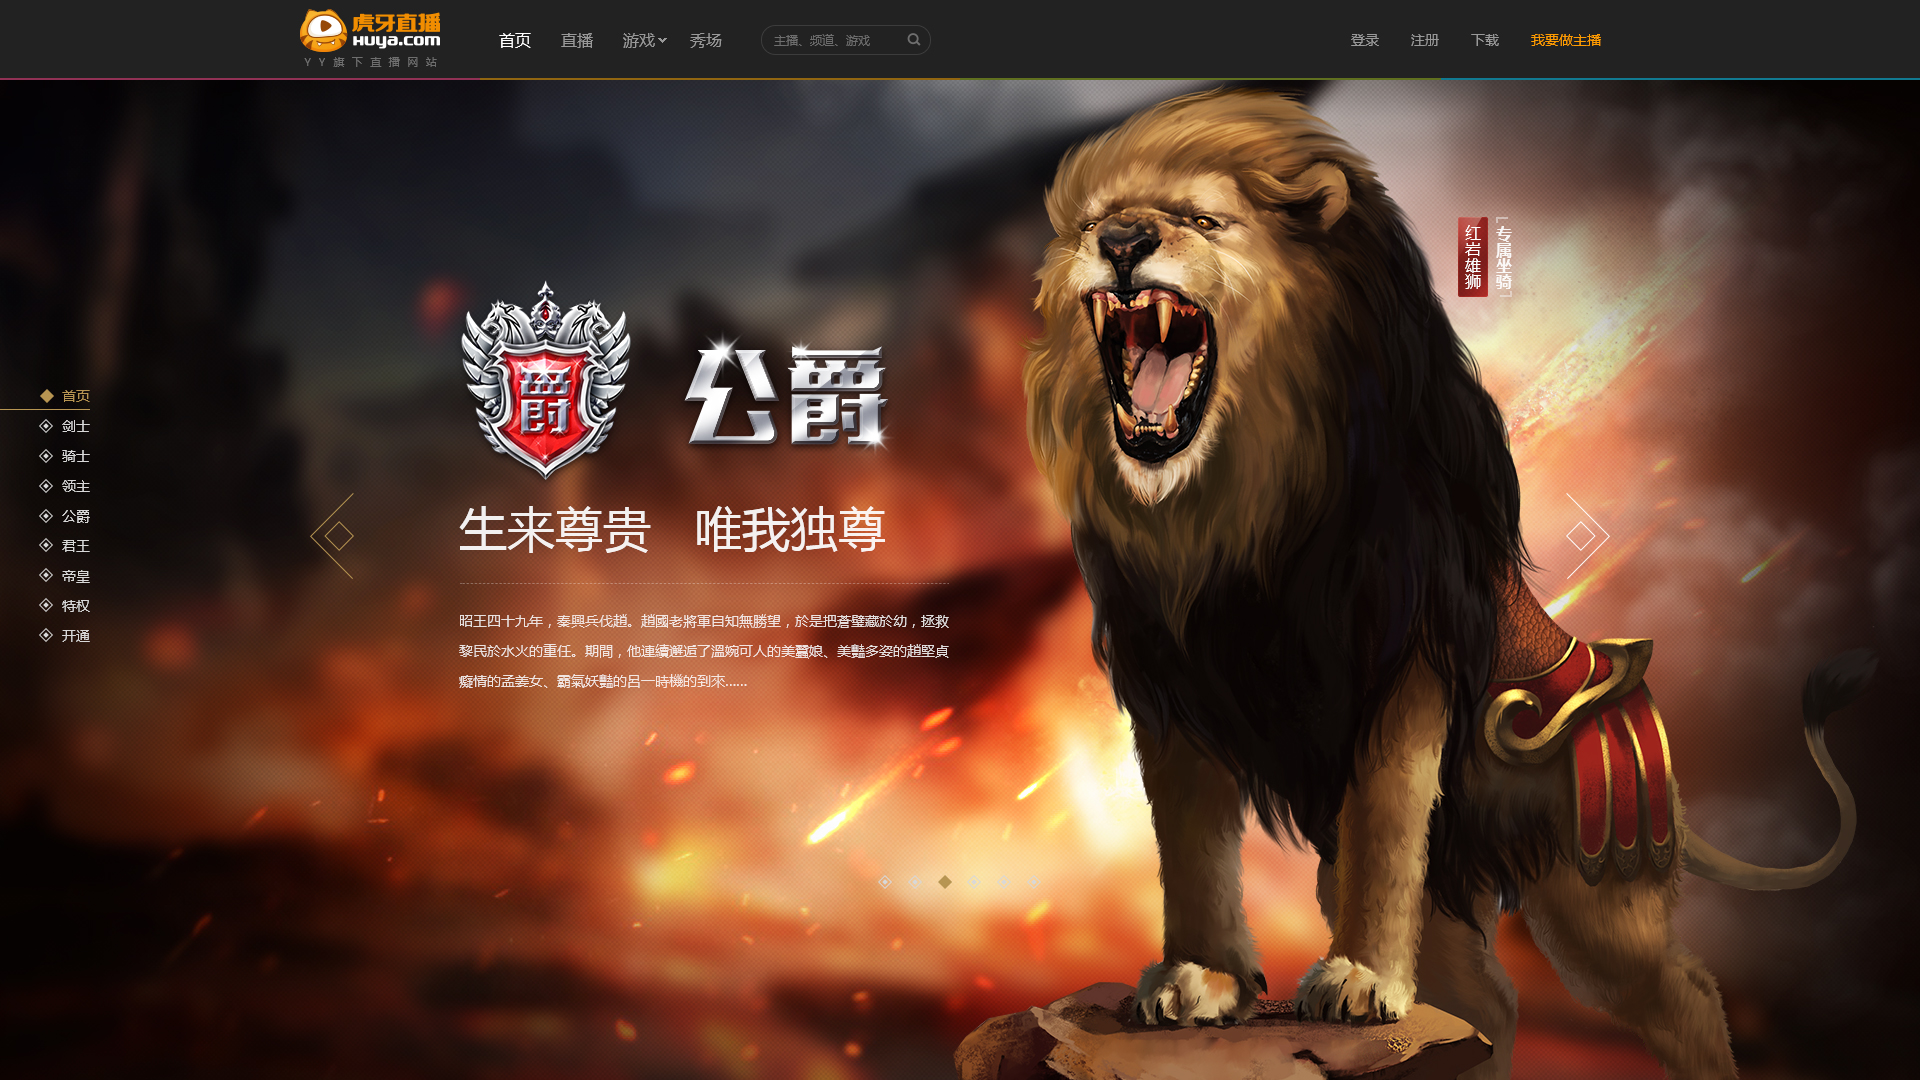 虎牙直播
HUYA.com
YY旗下直播网站
首页
直播
游戏
秀场
主播、频道、游戏
登录
注册
下载
我要做主播
专属坐骑
红岩雄狮
爵
公爵
生来尊贵 唯我独尊
昭王四十九年，秦興兵伐趙。趙國老將軍自知無勝望，於是把蒼璧藏於幼，拯救
黎民於水火的重任。期間，他連續邂逅了溫婉可人的美蠶娘、美豔多姿的趙堅貞
癡情的孟姜女、霸氣妖豔的呂一時機的到來......
首页
剑士
骑士
领主
公爵
君王
帝皇
特权
开通